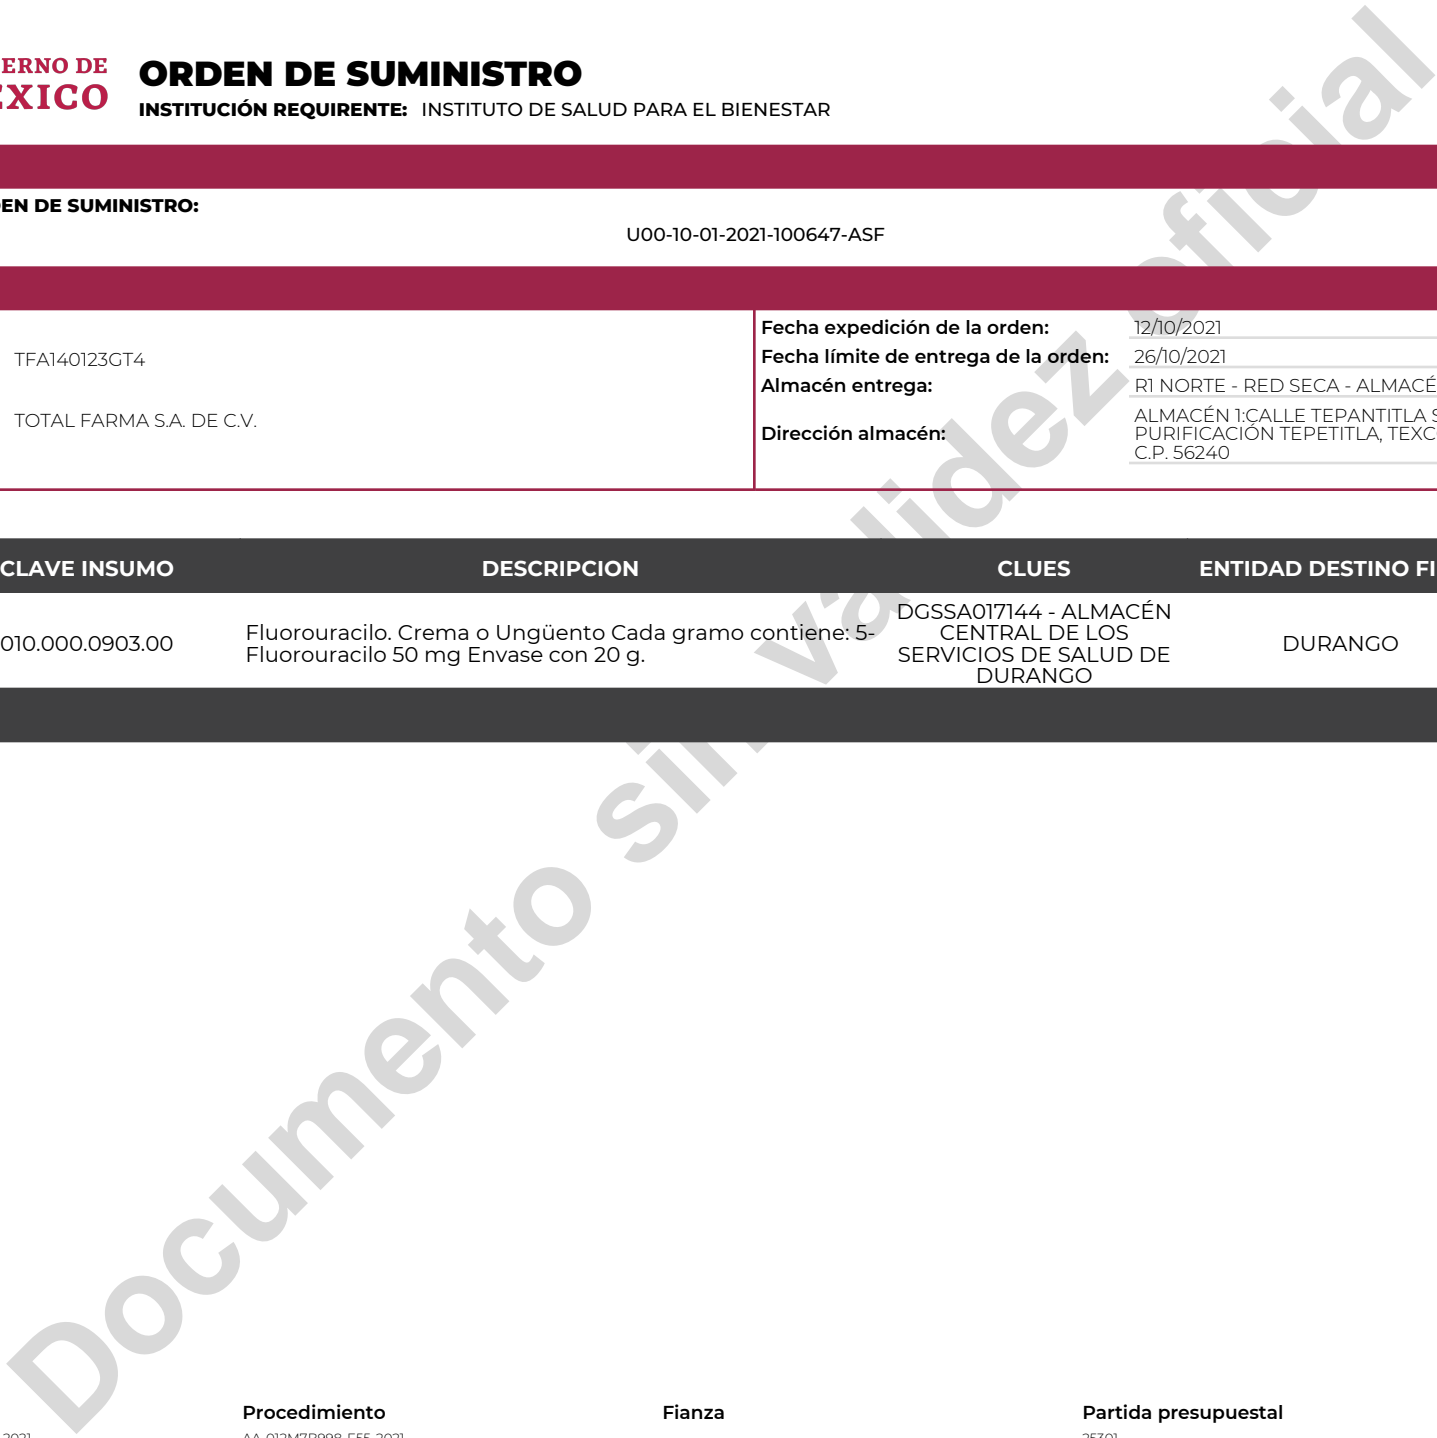 ERNO DE
EXICO
ORDEN DE SUMINISTRO
INSTITUCIÓN REQUIRENTE: INSTITUTO DE SALUD PARA EL BIENESTAR
EN DE SUMINISTRO:
U00-10-01-2021-100647-ASF
TFA140123GT4
TOTAL FARMA S.A. DE C.V.
Fecha expedición de la orden: 12/10/2021
Fecha límite de entrega de la orden: 26/10/2021
Almacén entrega: R1 NORTE - RED SECA - ALMACÉ
Dirección almacén:
ALMACÉN 1:CALLE TEPANTITLA S
PURIFICACIÓN TEPETITLA, TEXC
C.P. 56240
CLAVE INSUMO DESCRIPCION CLUES ENTIDAD DESTINO FI
010.000.0903.00
Fluorouracilo. Crema o Ungüento Cada gramo contiene: 5-
Fluorouracilo 50 mg Envase con 20 g.
DGSSA017144 - ALMACÉN
CENTRAL DE LOS
SERVICIOS DE SALUD DE
DURANGO
DURANGO
Documento sin validez oficial
Procedimiento Fianza Partida presupuestal